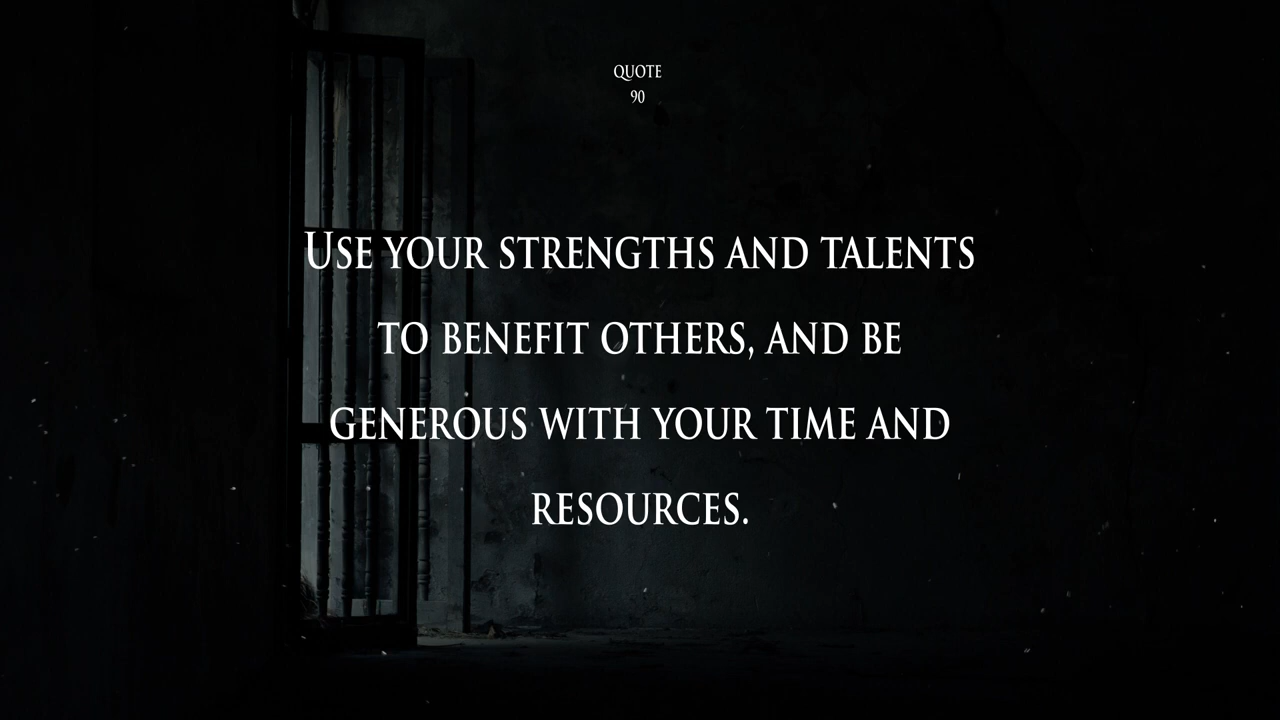 QUOTE
90
USE YOUR STRENGTHS AND TALENTS
TO BENEFIT OTHERS, AND BE
GENEROUS WITH YOUR TIME AND
RESOURCES.